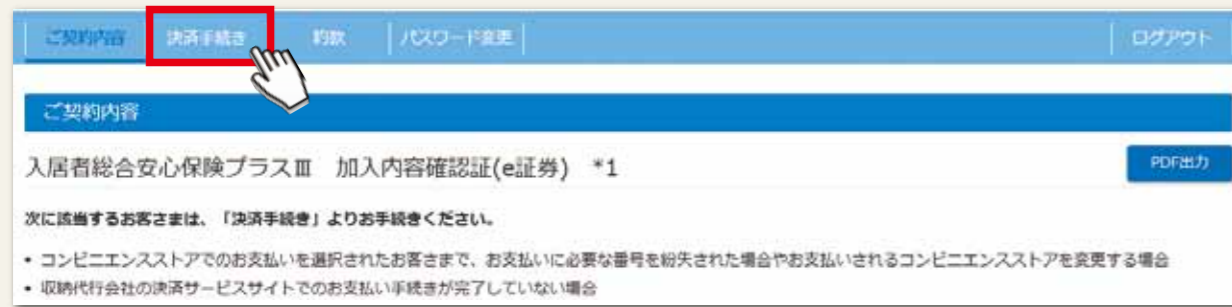 ご契約内容 決済手続き 約款 パスワード変更 ログアウト
ご契約内容
入居者総合安心保険プラスⅢ 加入内容確認証(e証券) *1 PDF出力
次に該当するお客さまは、「決済手続き」よりお手続きください。
• コンビニエンスストアでのお支払いを選択されたお客さまで、お支払いに必要な番号を紛失された場合やお支払いされるコンビニエンスストアを変更する場合
• 収納代行会社の決済サービスサイトでのお支払い手続きが完了していない場合